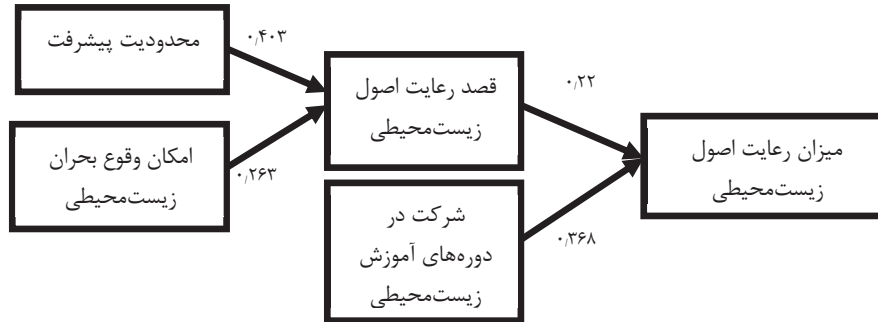 محدودیت پیشرفت
۰٫۴۰۳
قصد رعایت اصول
زیست‌محیطی
۰٫۲۲
میزان رعایت اصول
زیست‌محیطی
امکان وقوع بحران
زیست‌محیطی
۰٫۲۶۳
شرکت در
دوره‌های آموزش
زیست‌محیطی
۰٫۳۶۸